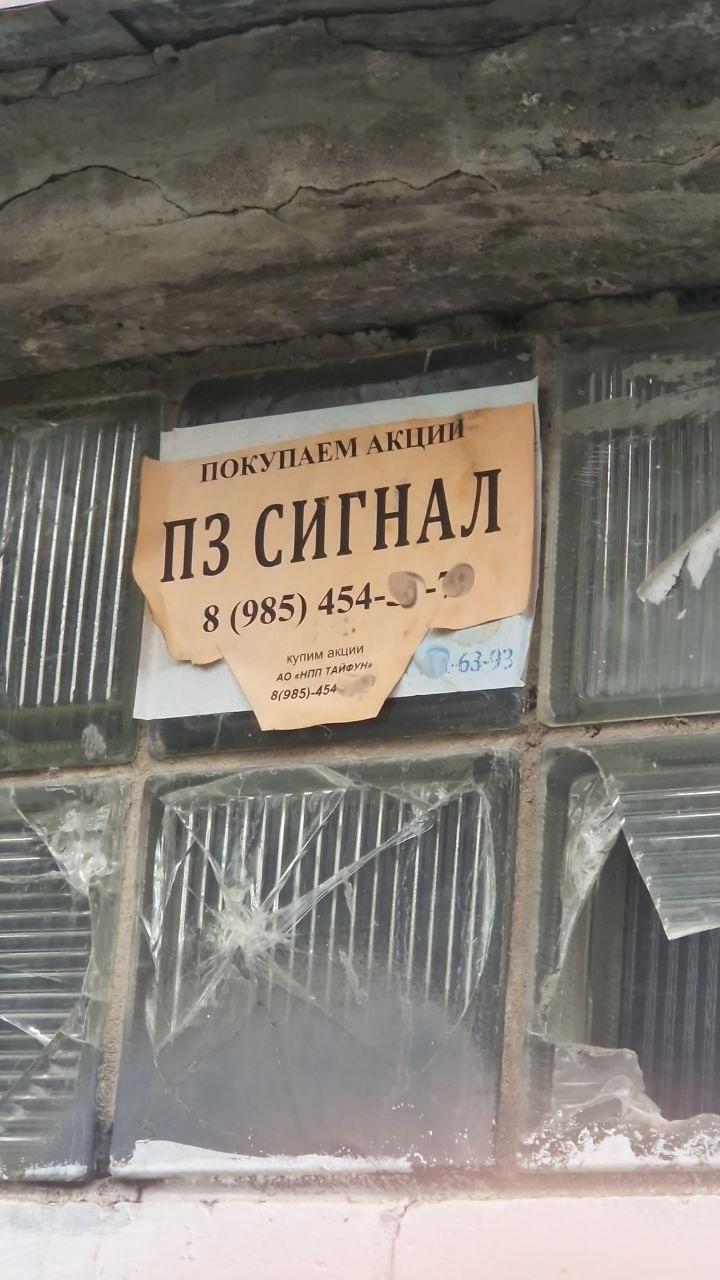 ПОКУПАЕМ АКЦИИ
ПЗ СИГНАЛ
8 (985) 454-
купим акции
АО «НПП ТАЙФУН»
8(985)-454
-63-93